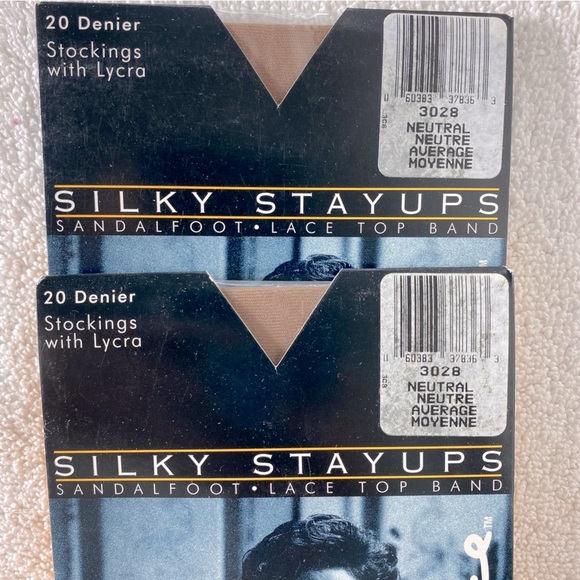 20 Denier
Stockings
with Lycra
0 60383 37836 3
3028
NEUTRAL
NEUTRE
AVERAGE
MOYENNE
SILKY STAYUPS
SANDALFOOT • LACE TOP BAND
20 Denier
Stockings
with Lycra
0 60383 37836 3
3028
NEUTRAL
NEUTRE
AVERAGE
MOYENNE
SILKY STAYUPS
SANDALFOOT • LACE TOP BAND
TM